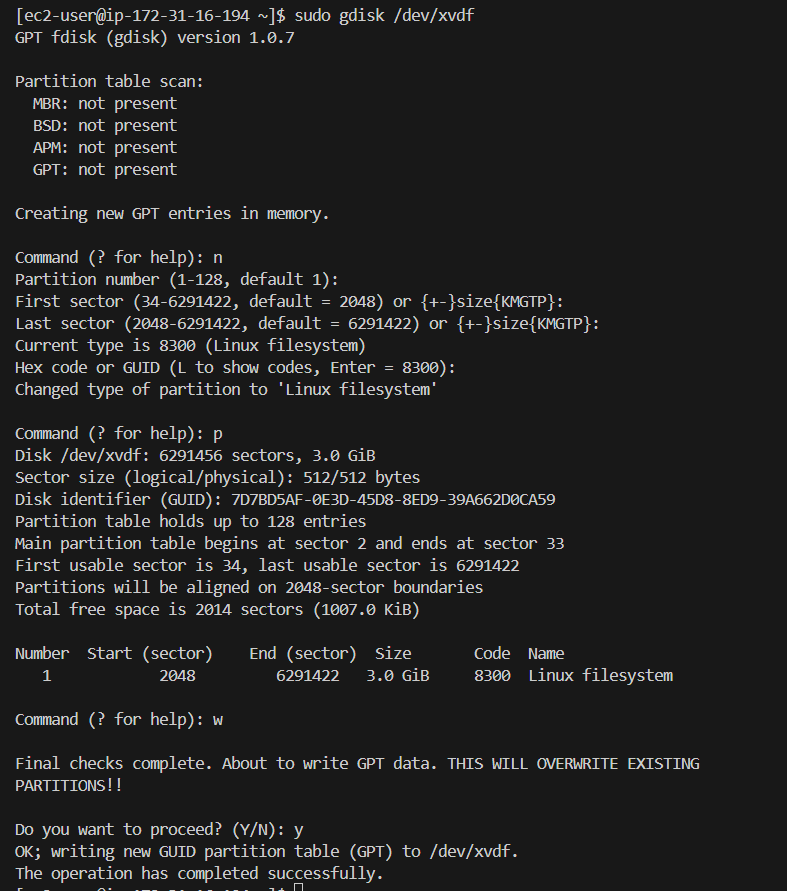 [ec2-user@ip-172-31-16-194 ~]$ sudo gdisk /dev/xvdf
GPT fdisk (gdisk) version 1.0.7
Partition table scan:
MBR: not present
BSD: not present
APM: not present
GPT: not present
Creating new GPT entries in memory.
Command (? for help): n
Partition number (1-128, default 1):
First sector (34-6291422, default = 2048) or {+-}size{KMGTP}:
Last sector (2048-6291422, default = 6291422) or {+-}size{KMGTP}:
Current type is 8300 (Linux filesystem)
Hex code or GUID (L to show codes, Enter = 8300):
Changed type of partition to 'Linux filesystem'
Command (? for help): p
Disk /dev/xvdf: 6291456 sectors, 3.0 GiB
Sector size (logical/physical): 512/512 bytes
Disk identifier (GUID): 7D7BD5AF-0E3D-45D8-8ED9-39A662D0CA59
Partition table holds up to 128 entries
Main partition table begins at sector 2 and ends at sector 33
First usable sector is 34, last usable sector is 6291422
Partitions will be aligned on 2048-sector boundaries
Total free space is 2014 sectors (1007.0 KiB)
Number  Start (sector)    End (sector)  Size       Code  Name
1            2048         6291422   3.0 GiB     8300  Linux filesystem
Command (? for help): w
Final checks complete. About to write GPT data. THIS WILL OVERWRITE EXISTING
PARTITIONS!!
Do you want to proceed? (Y/N): y
OK; writing new GUID partition table (GPT) to /dev/xvdf.
The operation has completed successfully.